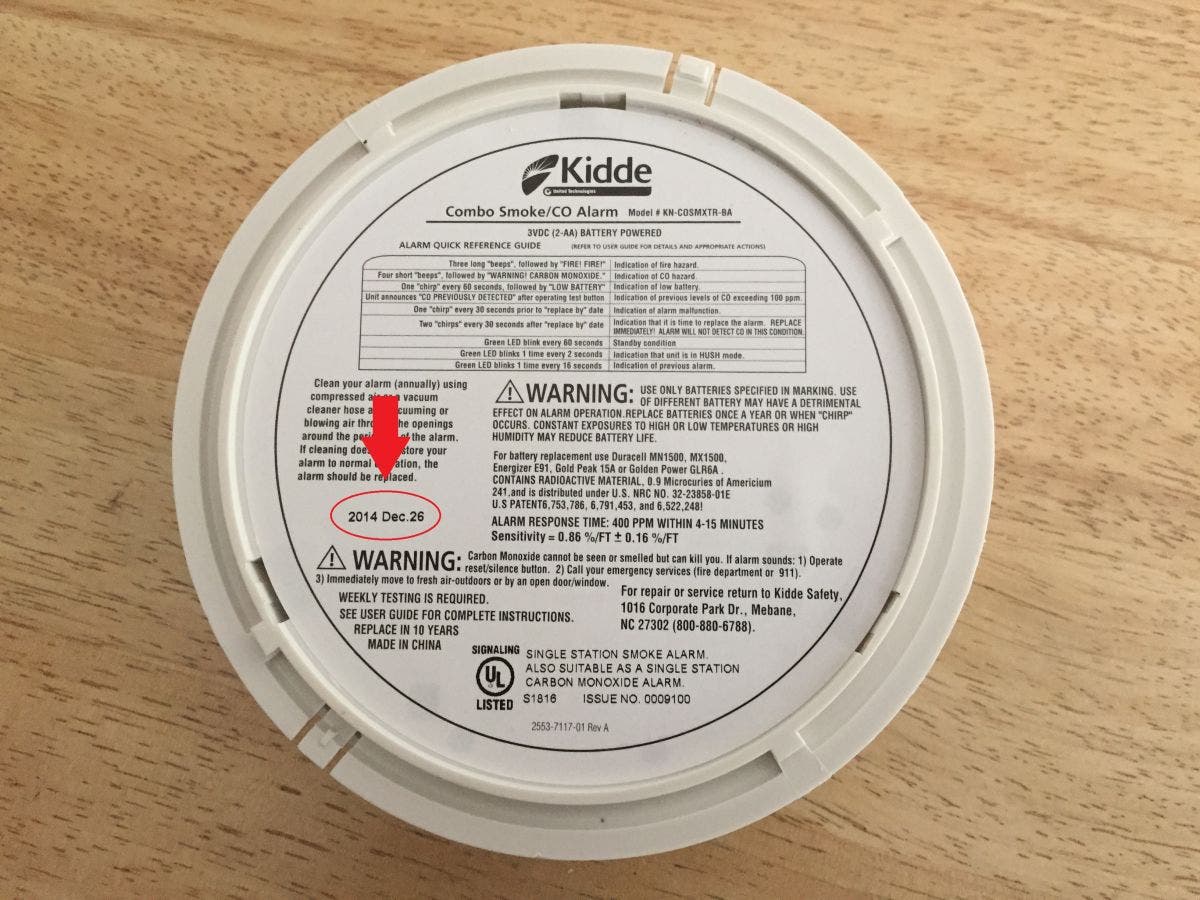 Kidde
United Technologies
Combo Smoke/CO Alarm Model # KN-COSMXTR-BA
3VDC (2-AA) BATTERY POWERED
ALARM QUICK REFERENCE GUIDE (REFER TO USER GUIDE FOR DETAILS AND APPROPRIATE ACTIONS)
Three long "beeps", followed by "FIRE! FIRE!" Indication of fire hazard.
Four short "beeps", followed by "WARNING! CARBON MONOXIDE." Indication of CO hazard.
One "chirp" every 60 seconds, followed by "LOW BATTERY" Indication of low battery.
Unit announces "CO PREVIOUSLY DETECTED" after operating test button Indication of previous levels of CO exceeding 100 ppm.
One "chirp" every 30 seconds prior to "replace by" date Indication of alarm malfunction.
Two "chirps" every 30 seconds after "replace by" date Indication that it is time to replace the alarm. REPLACE
IMMEDIATELY! ALARM WILL NOT DETECT CO IN THIS CONDITION.
Green LED blink every 60 seconds Standby condition
Green LED blinks 1 time every 2 seconds Indication that unit is in HUSH mode.
Green LED blinks 1 time every 16 seconds Indication of previous alarm.
Clean your alarm (annually) using
compressed vacuum
cleaner hose
blowing air openings
around the of the alarm.
If cleaning your
alarm to normal the
alarm should be replaced.
2014 Dec.26
WARNING: USE ONLY BATTERIES SPECIFIED IN MARKING. USE
OF DIFFERENT BATTERY MAY HAVE A DETRIMENTAL
EFFECT ON ALARM OPERATION.REPLACE BATTERIES ONCE A YEAR OR WHEN "CHIRP"
OCCURS. CONSTANT EXPOSURES TO HIGH OR LOW TEMPERATURES OR HIGH
HUMIDITY MAY REDUCE BATTERY LIFE.
For battery replacement use Duracell MN1500, MX1500,
Energizer E91, Gold Peak 15A or Golden Power GLR6A .
CONTAINS RADIOACTIVE MATERIAL, 0.9 Microcuries of Americium
241,and is distributed under U.S. NRC NO. 32-23858-01E
U.S PATENT6,753,786, 6,791,453, and 6,522,248!
ALARM RESPONSE TIME: 400 PPM WITHIN 4-15 MINUTES
Sensitivity = 0.86 %/FT ± 0.16 %/FT
WARNING: Carbon Monoxide cannot be seen or smelled but can kill you. If alarm sounds: 1) Operate
reset/silence button. 2) Call your emergency services (fire department or 911).
3) Immediately move to fresh air-outdoors or by an open door/window.
WEEKLY TESTING IS REQUIRED.
SEE USER GUIDE FOR COMPLETE INSTRUCTIONS.
REPLACE IN 10 YEARS
MADE IN CHINA
For repair or service return to Kidde Safety,
1016 Corporate Park Dr., Mebane,
NC 27302 (800-880-6788).
SIGNALING
UL
LISTED
SINGLE STATION SMOKE ALARM.
ALSO SUITABLE AS A SINGLE STATION
CARBON MONOXIDE ALARM.
S1816 ISSUE NO. 0009100
2553-7117-01 Rev A